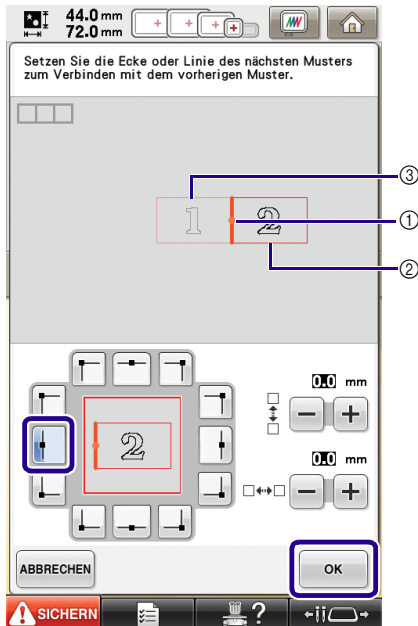 44.0 mm
72.0 mm
Setzen Sie die Ecke oder Linie des nächsten Musters
zum Verbinden mit dem vorherigen Muster.
③
1 2
①
②
0.0 mm
2
0.0 mm
ABBRECHEN
OK
SICHERN
?